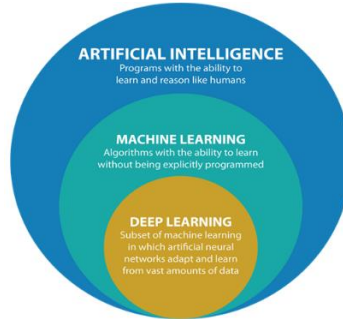 ARTIFICIAL INTELLIGENCE
Programs with the ability to
learn and reason like humans
MACHINE LEARNING
Algorithms with the ability to learn
without being explicitly programmed
DEEP LEARNING
Subset of machine learning
in which artificial neural
networks adapt and learn
from vast amounts of data